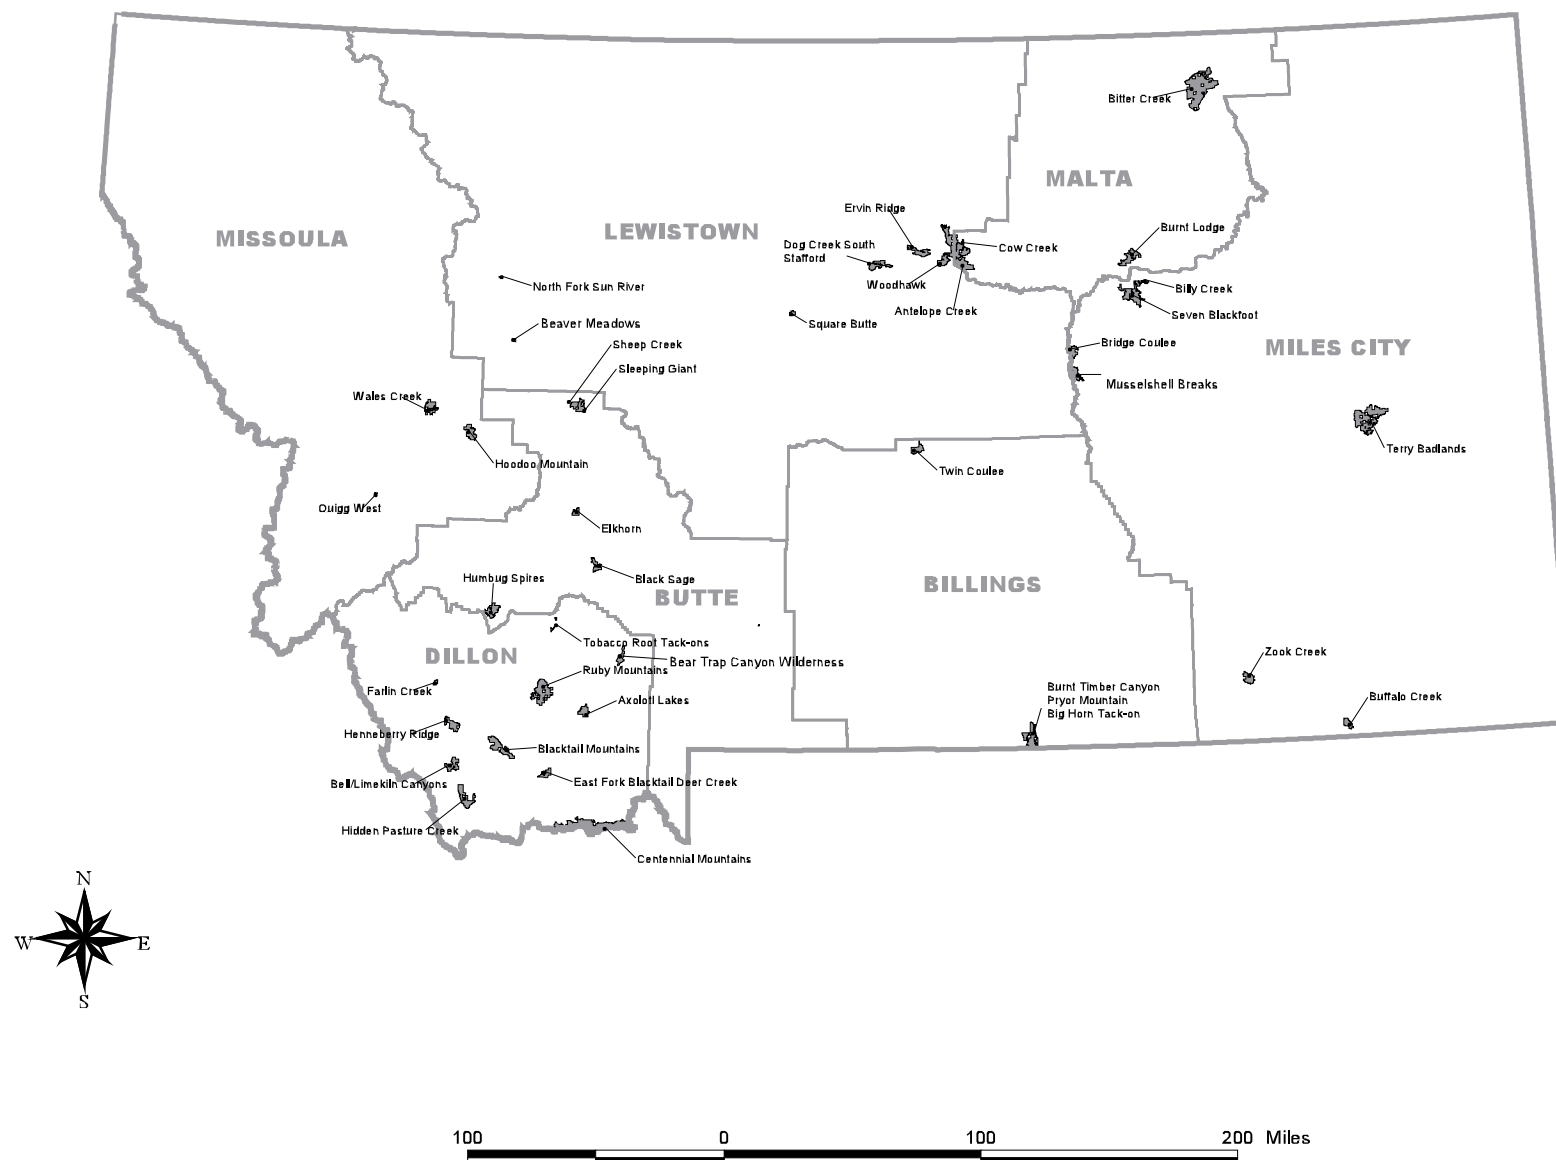 Bitter Creek
MALTA
Ervin Ridge
MISSOULA
LEWISTOWN
Burnt Lodge
Dog Creek South
Stafford
Cow Creek
North Fork Sun River
Woodhawk
Billy Creek
Antelope Creek
Seven Blackfoot
Beaver Meadows
Square Butte
Sheep Creek
Bridge Coulee
MILES CITY
Sleeping Giant
Musselshell Breaks
Wales Creek
Terry Badlands
Hoodoo Mountain
Twin Coulee
Quigg West
Elkhorn
Humbug Spires
Black Sage
BILLINGS
BUTTE
Tobacco Root Tack-ons
DILLON
Bear Trap Canyon Wilderness
Zook Creek
Ruby Mountains
Farlin Creek
Axolotl Lakes
Burnt Timber Canyon
Pryor Mountain
Big Horn Tack-on
Buffalo Creek
Henneberry Ridge
Blacktail Mountains
Bell/Limekiln Canyons
East Fork Blacktail Deer Creek
Hidden Pasture Creek
Centennial Mountains
N
W E
S
100 0 100 200 Miles